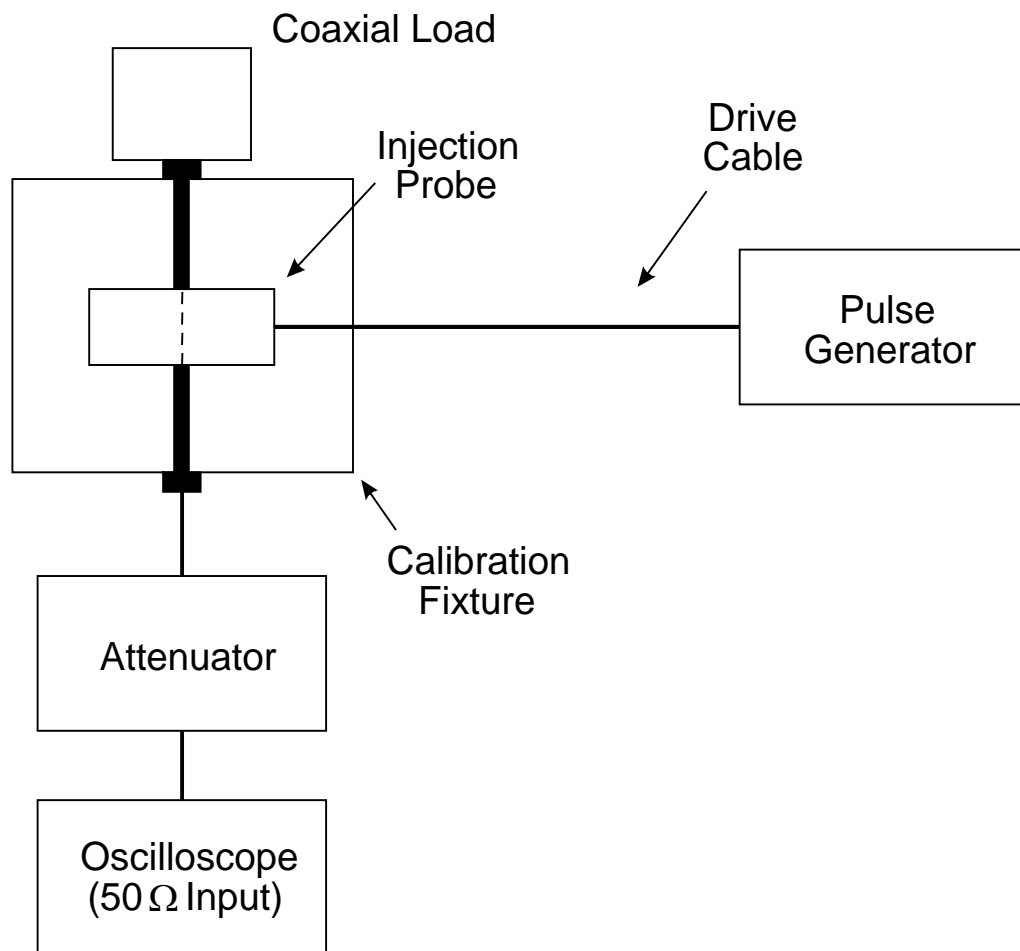 Coaxial Load
Injection
Probe
Drive
Cable
Pulse
Generator
Calibration
Fixture
Attenuator
Oscilloscope
(50 Ω Input)